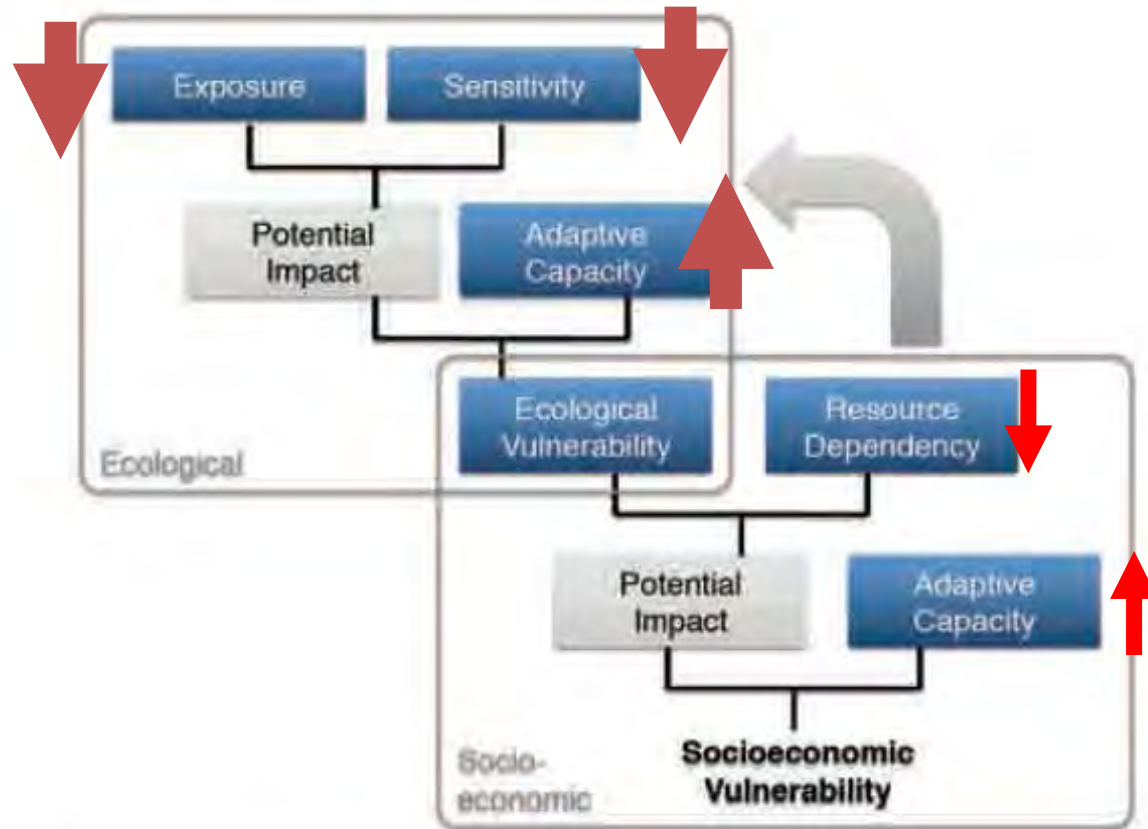 Exposure
Sensitivity
Potential
Impact
Adaptive
Capacity
Ecological
Vulnerability
Resource
Dependency
Ecological
Potential
Impact
Adaptive
Capacity
Socioeconomic
Vulnerability
Socio-
economic